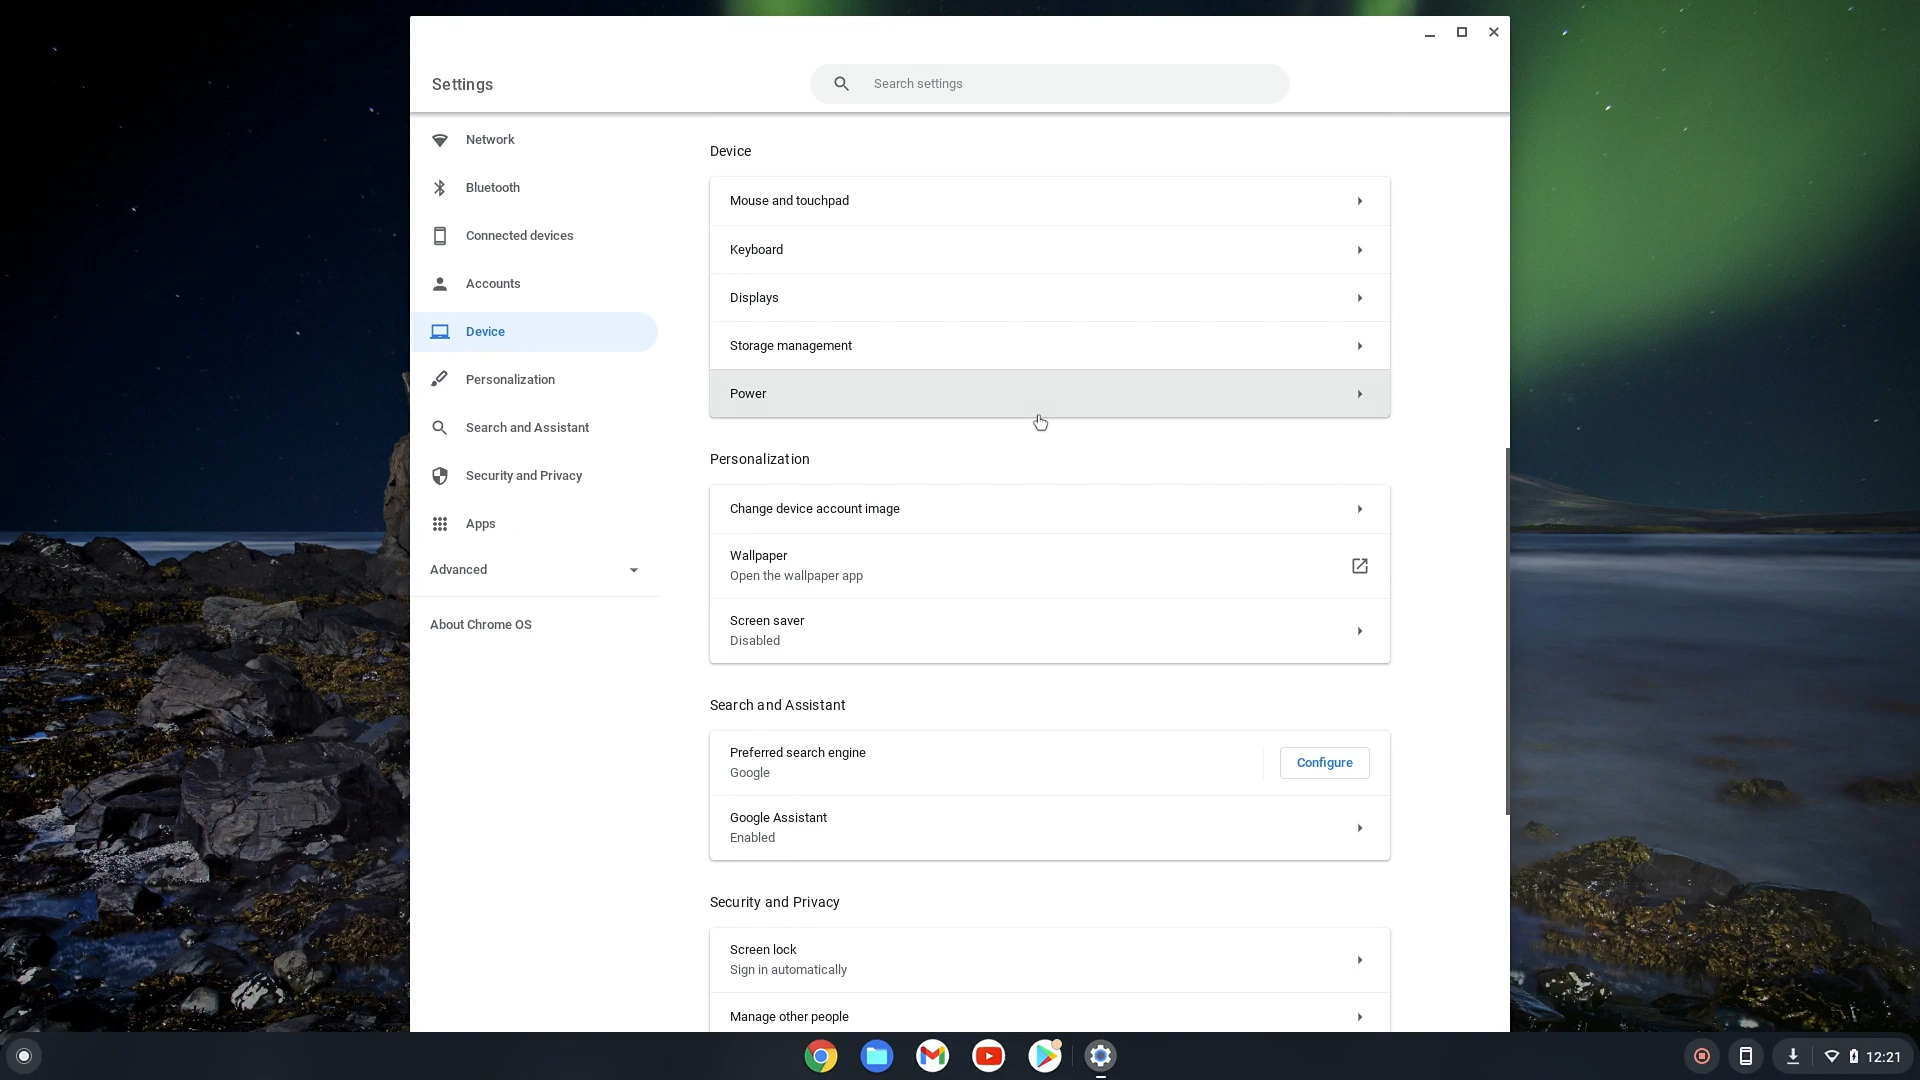 Settings
Search settings
Network
Bluetooth
Connected devices
Accounts
Device
Personalization
Search and Assistant
Security and Privacy
Apps
Advanced
About Chrome OS
Device
Mouse and touchpad
Keyboard
Displays
Storage management
Power
Personalization
Change device account image
Wallpaper
Open the wallpaper app
Screen saver
Disabled
Search and Assistant
Preferred search engine
Google
Configure
Google Assistant
Enabled
Security and Privacy
Screen lock
Sign in automatically
Manage other people
12:21